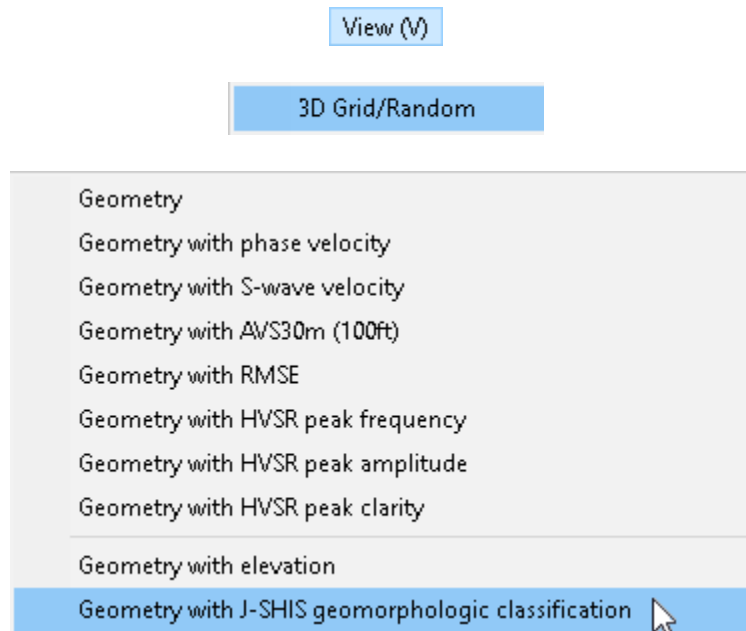 View (V)
3D Grid/Random
Geometry
Geometry with phase velocity
Geometry with S-wave velocity
Geometry with AVS30m (100ft)
Geometry with RMSE
Geometry with HVSR peak frequency
Geometry with HVSR peak amplitude
Geometry with HVSR peak clarity
Geometry with elevation
Geometry with J-SHIS geomorphologic classification